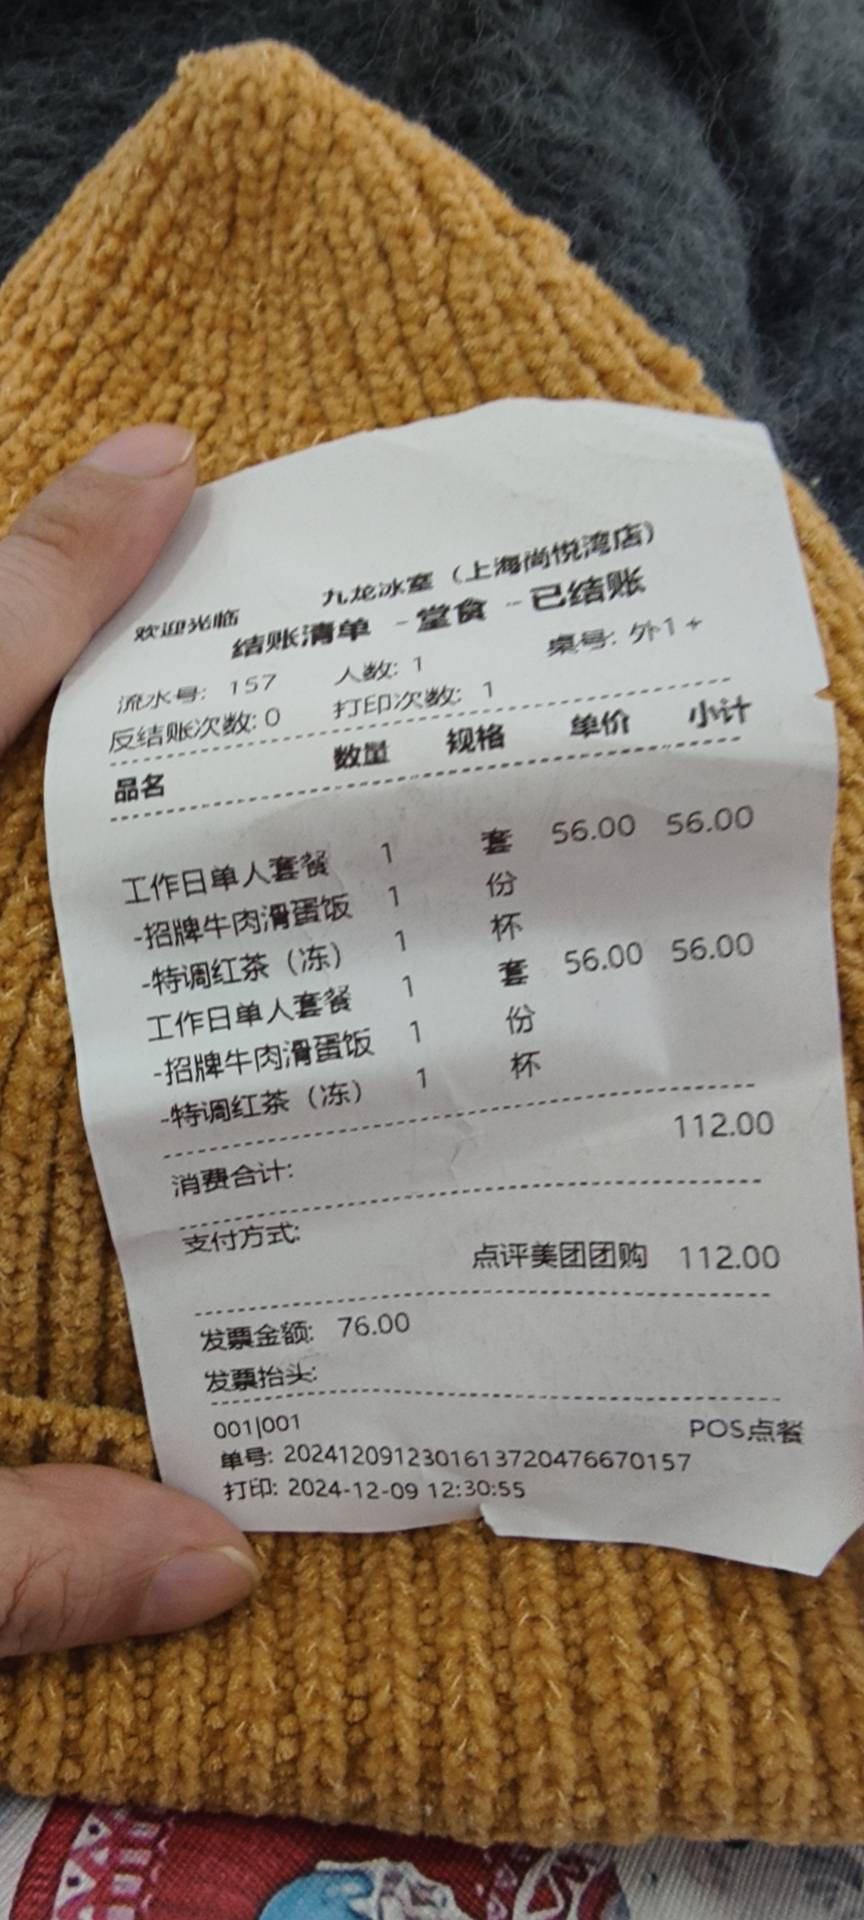 九龙冰室（上海尚悦湾店）
欢迎光临
结账清单 - 堂食 - 已结账
流水号: 157 人数: 1 桌号: 外1+
反结账次数: 0 打印次数: 1
品名 数量 规格 单价 小计
工作日单人套餐 1 套 56.00 56.00
-招牌牛肉滑蛋饭 1 份
-特调红茶（冻） 1 杯
工作日单人套餐 1 套 56.00 56.00
-招牌牛肉滑蛋饭 1 份
-特调红茶（冻） 1 杯
消费合计: 112.00
支付方式:
点评美团团购 112.00
发票金额: 76.00
发票抬头:
001|001 POS点餐
单号: 20241209123016137204766701​57
打印: 2024-12-09 12:30:55